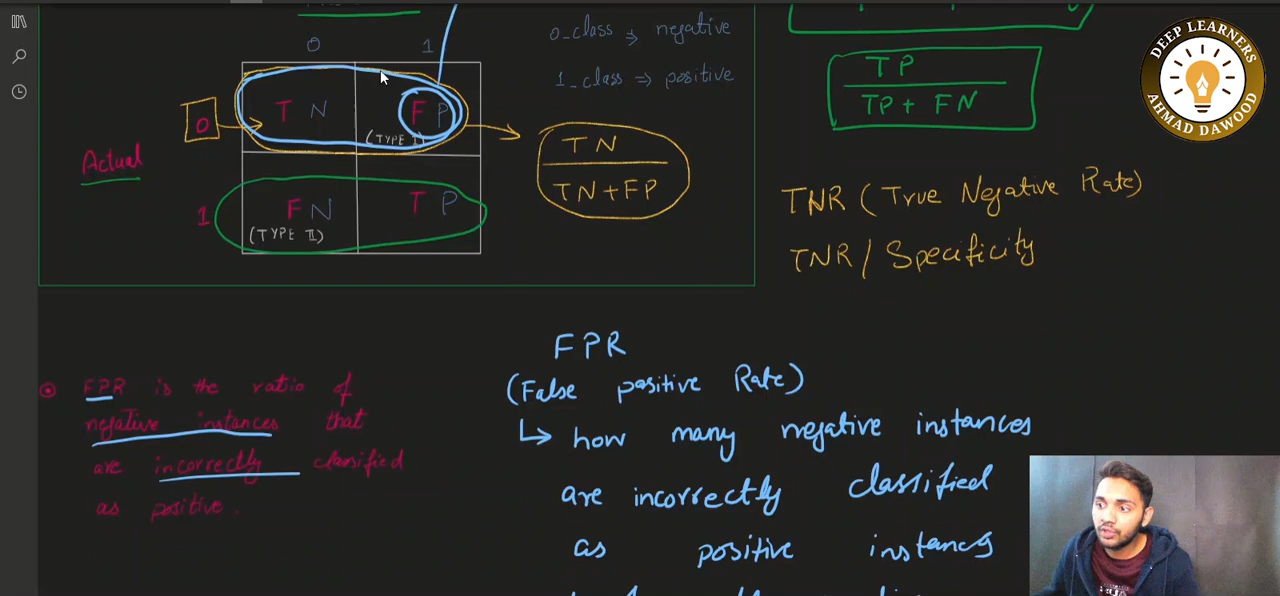 0
1
0_class ⇒ negative
1_class ⇒ positive
TP
TP + FN
DEEP LEARNERS
AHMAD DAWOOD
0
TN
FP
(TYPE I)
TN
TN+FP
Actual
1
FN
(TYPE II)
TP
TNR (True Negative Rate)
TNR / Specificity
FPR
(False positive Rate)
↳ how many negative instances
are incorrectly classified
as positive instances
FPR is the ratio of
negative instances that
are incorrectly classified
as positive.